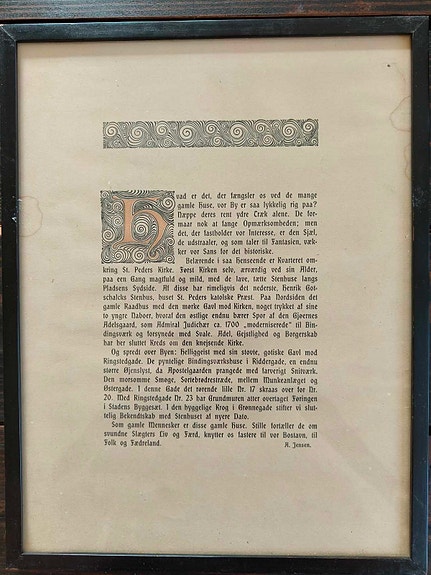 Hvad er det, der fængsler os ved de mange
gamle Huse, vor By er saa lykkelig rig paa?
Næppe deres rent ydre Træk alene. De for-
maar nok at fange Opmærksomheden; men
det, der fastholder vor Interesse, er den Sjæl,
de udstraaler, og som taler til Fantasien, væk-
ker vor Sans for det historiske.
Belærende i saa Henseende er Kvarteret om-
kring St. Peders Kirke. Først Kirken selv, ærværdig ved sin Alder,
paa een Gang magtfuld og mild, med de lave, tætte Stenhuse langs
Pladsens Sydside. Af disse har rimeligvis det nederste, Henrik Got-
schalcks Stenhus, huset St. Peders katolske Præst. Paa Nordsiden det
gamle Raadhus med den mørke Gavl mod Kirken, noget trykket af sine
to yngre Naboer, hvoraf den østlige endnu bærer Spor af den Gjoernes
Adelsgaard, som Admiral Judichær ca. 1700 „moderniserede" til Bin-
dingsværk og forsynede med Svale. Adel, Gejstlighed og Borgerskab
har her sluttet Kreds om den knejsende Kirke.
Og spredt over Byen: Helliggeist med sin støvte, gotiske Gavl mod
Ringstedgade. De pyntelige Bindingsværkshuse i Riddergade, en endnu
større Øjenslyst, da Apostelgaarden prangede med farverigt Snitværk.
Den morsomme Smøge, Sortebrødrestræde, mellem Munkeanlæget og
Østergade. I denne Gade det rørende lille Nr. 17 skraas over for Nr.
20. Med Ringstedgade Nr. 23 har Grundmuren atter overtaget Føringen
i Stadens Byggesæt. I den hyggelige Krog i Grønnegade stifter vi slut-
telig Bekendtskab med Stenhuset af nyere Dato.
Som gamle Mennesker er disse gamle Huse. Stille fortæller de om
svundne Slægters Liv og Færd, knytter os fastere til vor Hostavn, til
Folk og Fædreland.
A. Jensen.